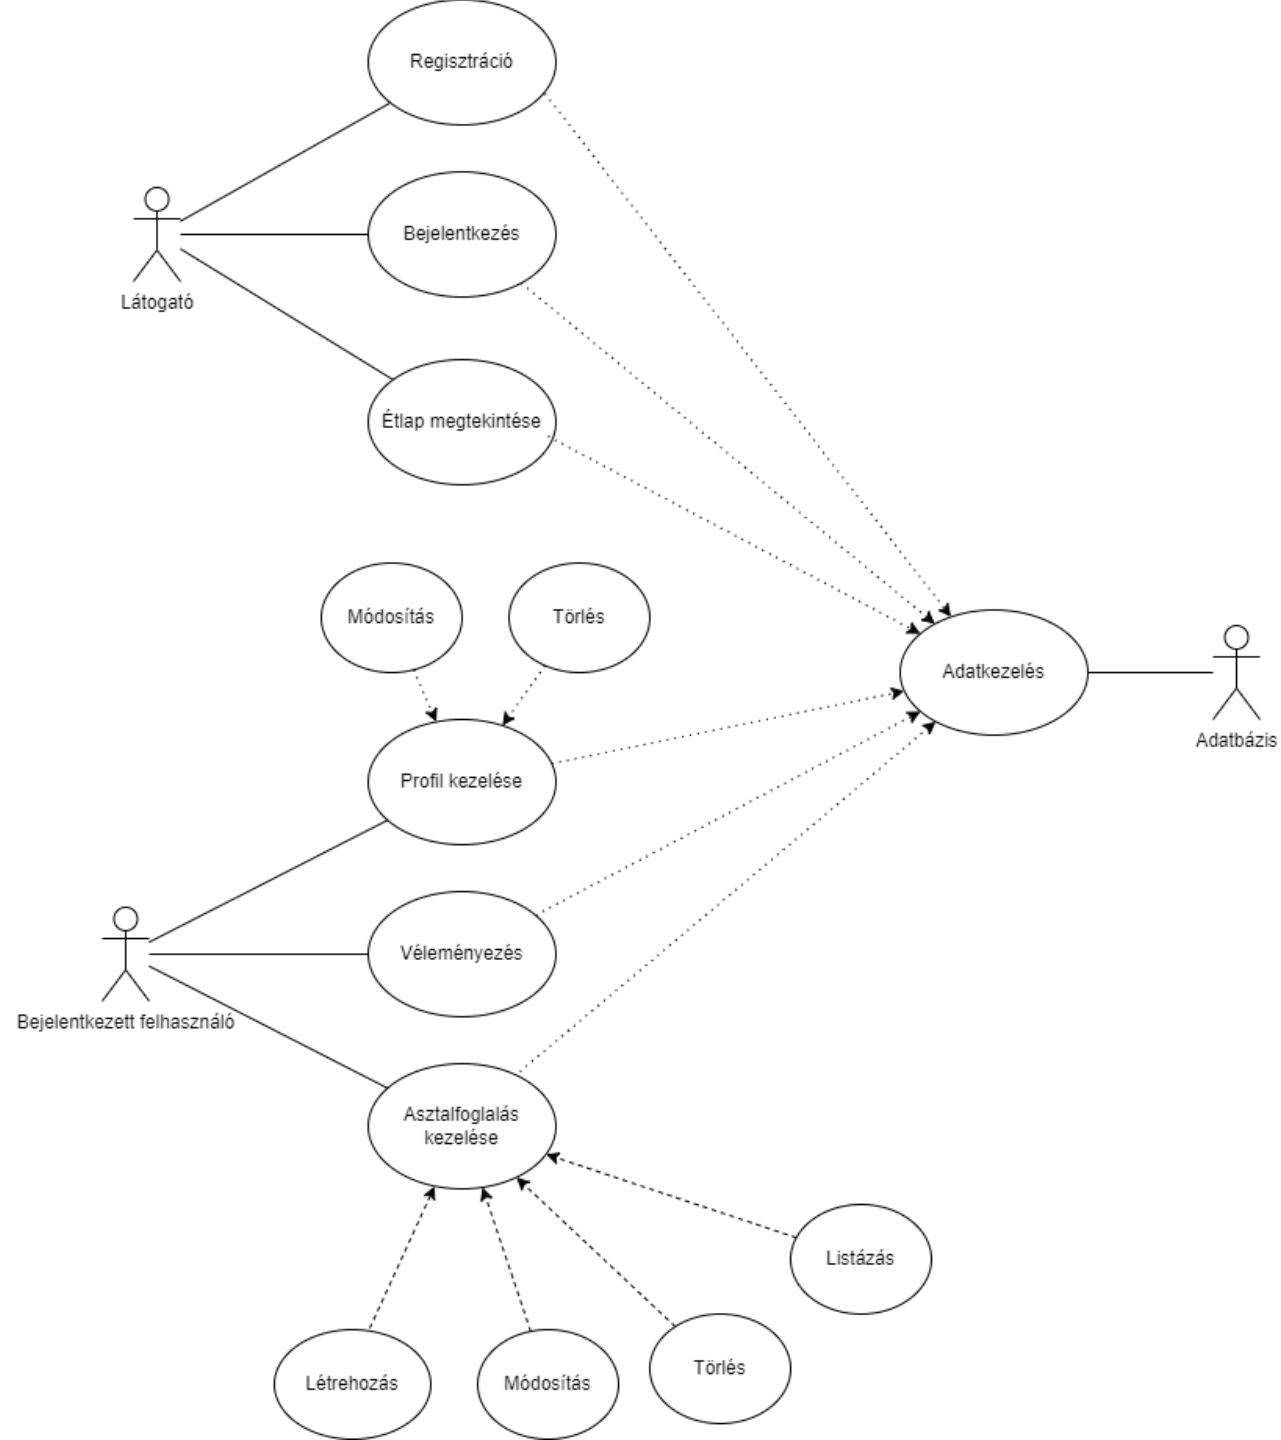 Regisztráció
Bejelentkezés
Látogató
Étlap megtekintése
Módosítás
Törlés
Adatkezelés
Adatbázis
Profil kezelése
Véleményezés
Bejelentkezett felhasználó
Asztalfoglalás
kezelése
Listázás
Létrehozás
Módosítás
Törlés